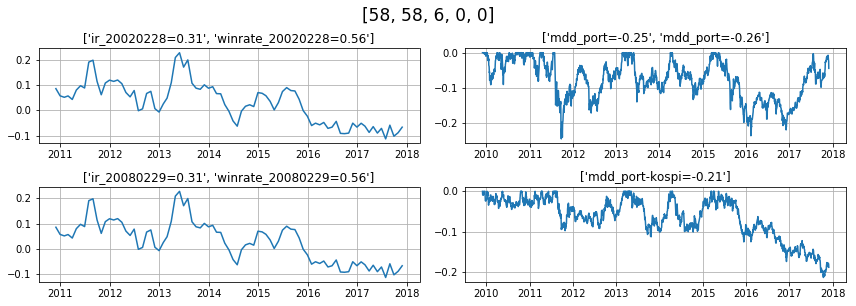 [58, 58, 6, 0, 0]
['ir_20020228=0.31', 'winrate_20020228=0.56']
0.2
0.1
0.0
−0.1
2011 2012 2013 2014 2015 2016 2017 2018
['mdd_port=-0.25', 'mdd_port=-0.26']
0.0
−0.1
−0.2
2010 2011 2012 2013 2014 2015 2016 2017 2018
['ir_20080229=0.31', 'winrate_20080229=0.56']
0.2
0.1
0.0
−0.1
2011 2012 2013 2014 2015 2016 2017 2018
['mdd_port-kospi=-0.21']
0.0
−0.1
−0.2
2010 2011 2012 2013 2014 2015 2016 2017 2018